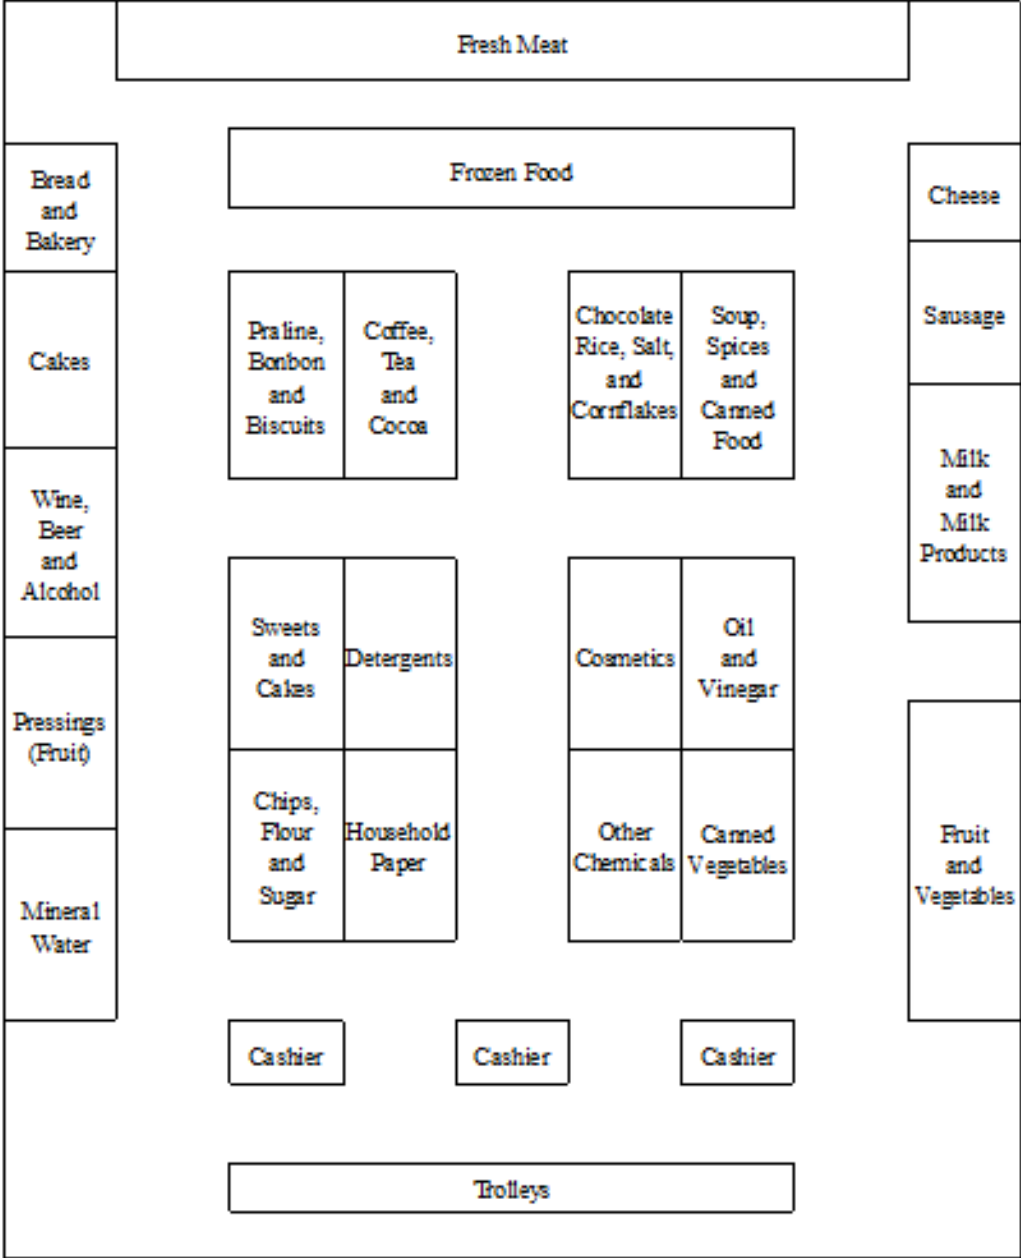 Fresh Meat
Frozen Food
Bread
and
Bakery
Cheese
Cakes
Praline,
Bonbon
and
Biscuits
Coffee,
Tea
and
Cocoa
Chocolate
Rice, Salt,
and
Cornflakes
Soup,
Spices
and
Canned
Food
Sausage
Wine,
Beer
and
Alcohol
Milk
and
Milk
Products
Sweets
and
Cakes
Detergents
Cosmetics
Oil
and
Vinegar
Pressings
(Fruit)
Chips,
Flour
and
Sugar
Household
Paper
Other
Chemicals
Canned
Vegetables
Fruit
and
Vegetables
Mineral
Water
Cashier
Cashier
Cashier
Trolleys